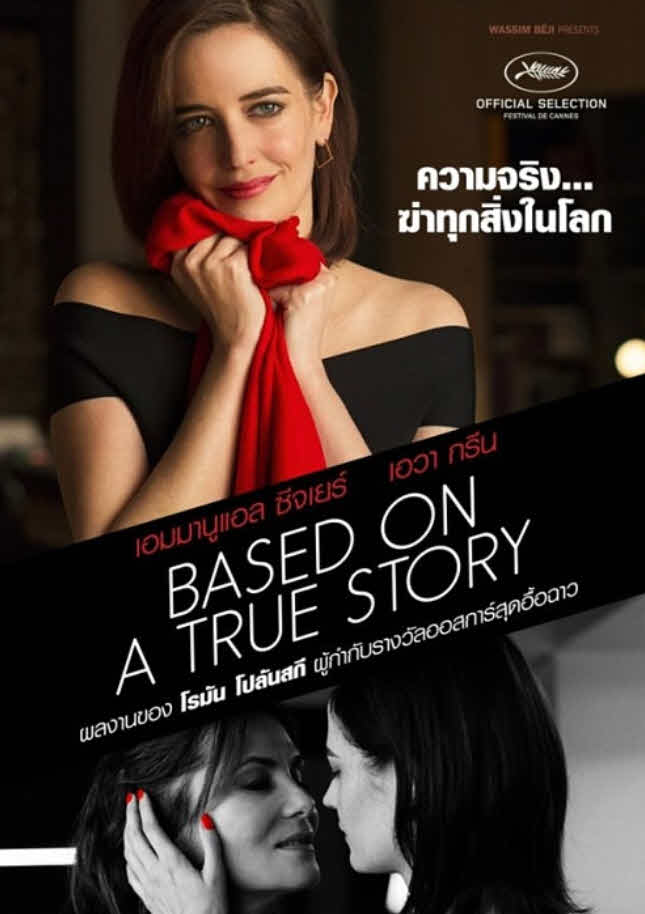 WASSIM BÉJI PRESENTS
OFFICIAL SELECTION
FESTIVAL DE CANNES
ความจริง...
ฆ่าทุกสิ่งในโลก
เอมมานูแอล ซีจเยร์ เอวา กรีน
BASED ON
A TRUE STORY
ผลงานของ โรมัน โปลันสกี ผู้กำกับรางวัลออสการ์สุดอื้อฉาว